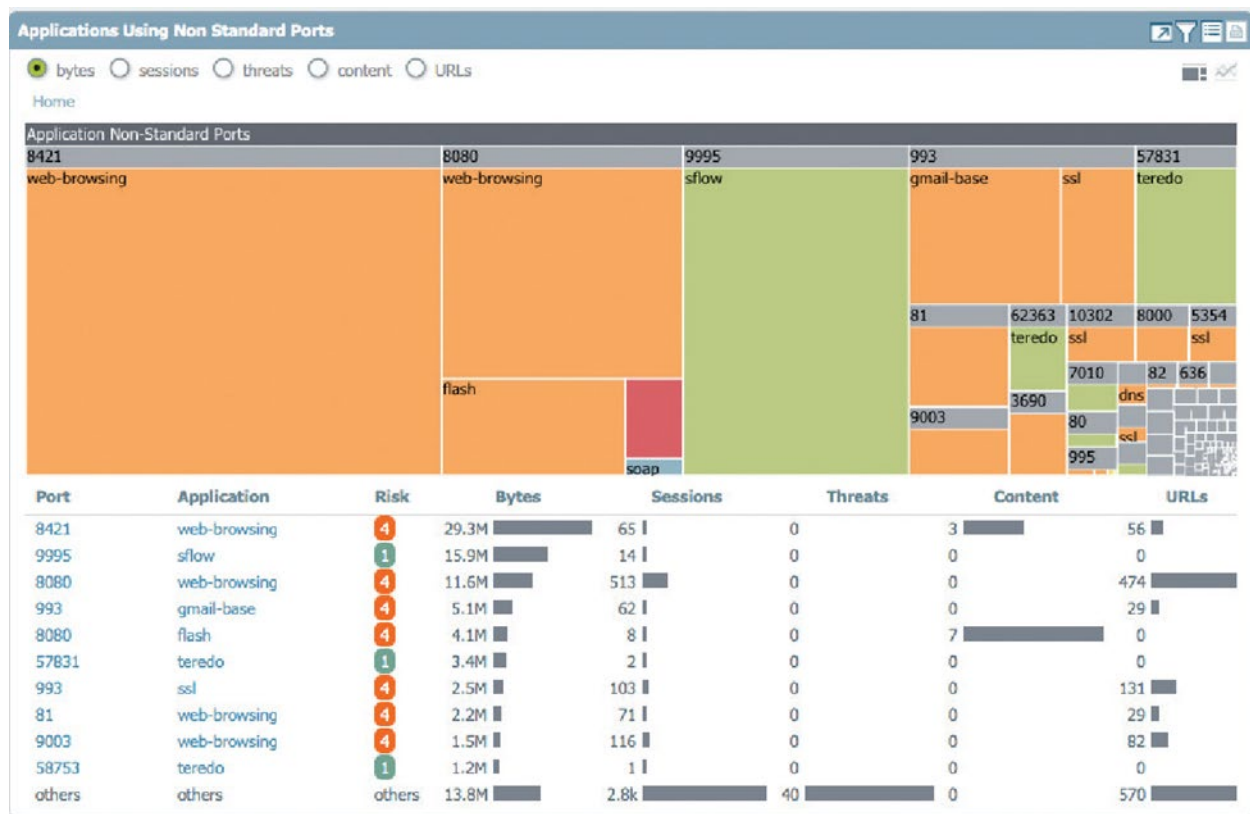 Applications Using Non Standard Ports
bytes sessions threats content URLs
Home
Application Non-Standard Ports
8421 8080 9995 993 57831
web-browsing web-browsing sflow gmail-base ssl teredo
81 62363 10302 8000 5354
teredo ssl ssl
7010 82 636
flash dns
3690
9003 80
ssl
995
soap
Port Application Risk Bytes Sessions Threats Content URLs
8421 web-browsing 4 29.3M 65 0 3 56
9995 sflow 1 15.9M 14 0 0 0
8080 web-browsing 4 11.6M 513 0 0 474
993 gmail-base 4 5.1M 62 0 0 29
8080 flash 4 4.1M 8 0 7 0
57831 teredo 1 3.4M 2 0 0 0
993 ssl 4 2.5M 103 0 0 131
81 web-browsing 4 2.2M 71 0 0 29
9003 web-browsing 4 1.5M 116 0 0 82
58753 teredo 1 1.2M 1 0 0 0
others others others 13.8M 2.8k 40 0 570